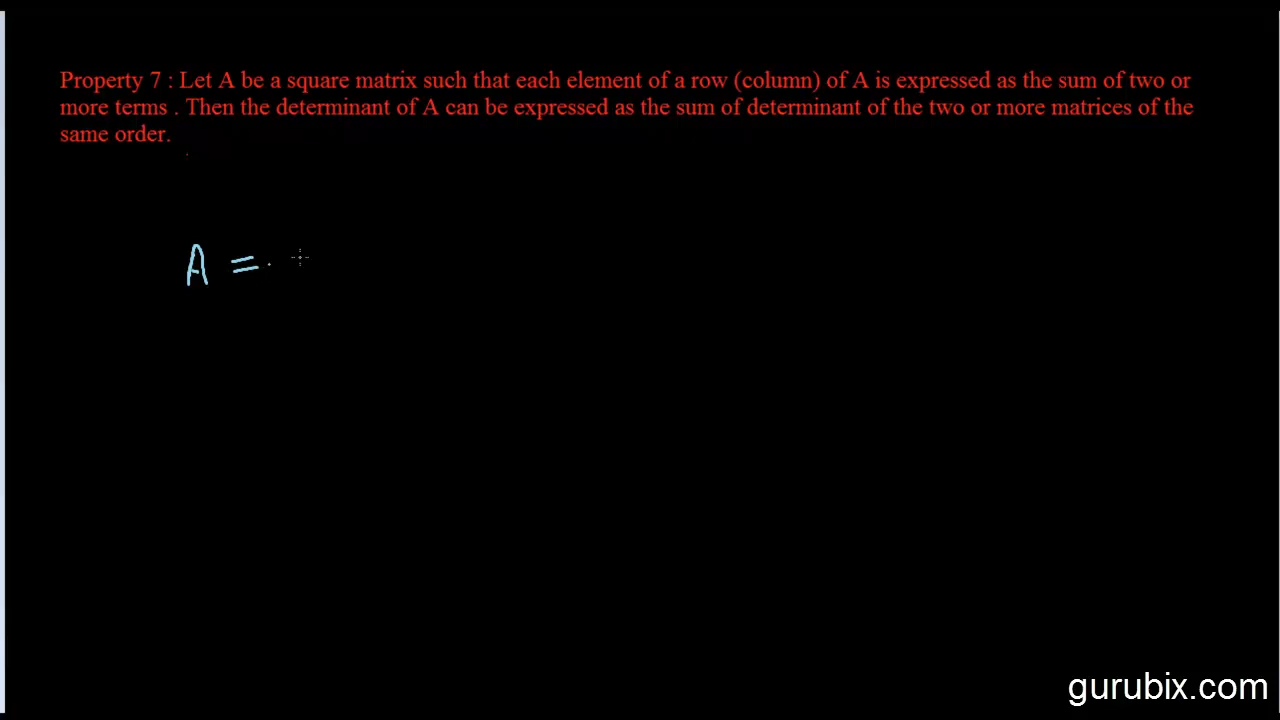 Property 7 : Let A be a square matrix such that each element of a row (column) of A is expressed as the sum of two or
more terms . Then the determinant of A can be expressed as the sum of determinant of the two or more matrices of the
same order.
A =
gurubix.com